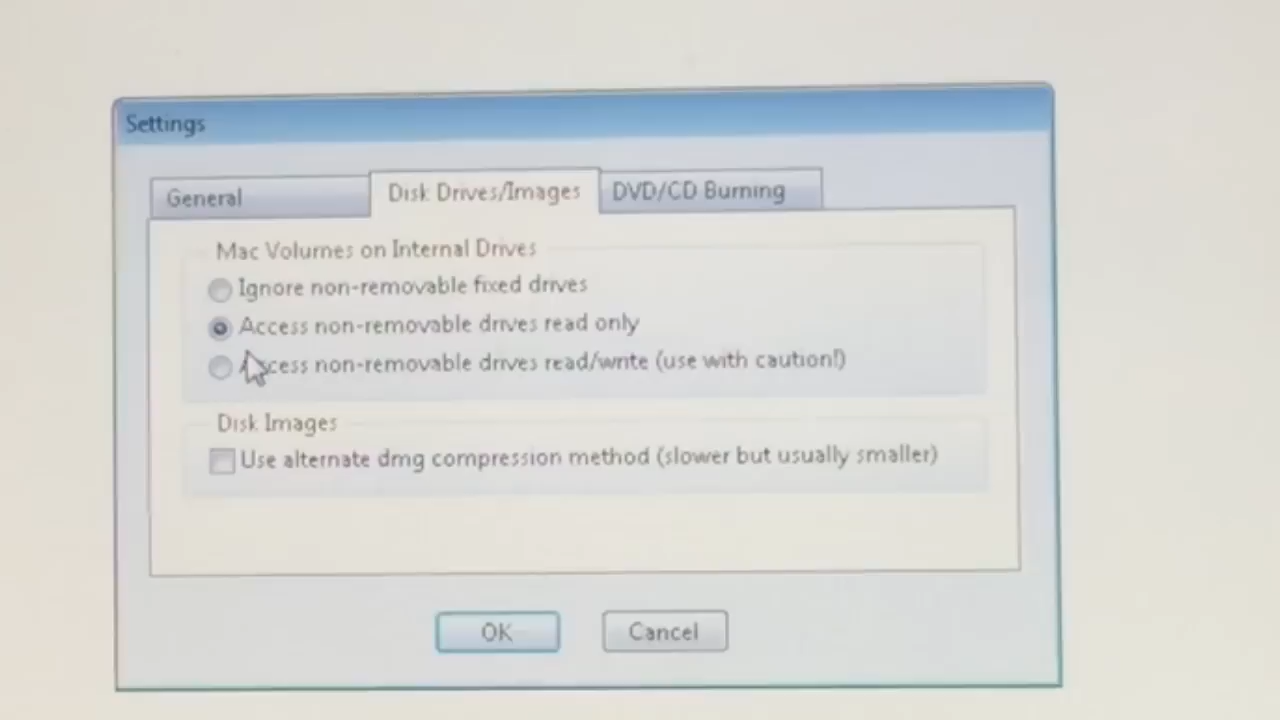 Settings
General
Disk Drives/Images
DVD/CD Burning
Mac Volumes on Internal Drives
Ignore non-removable fixed drives
Access non-removable drives read only
Access non-removable drives read/write (use with caution!)
Disk Images
Use alternate dmg compression method (slower but usually smaller)
OK
Cancel